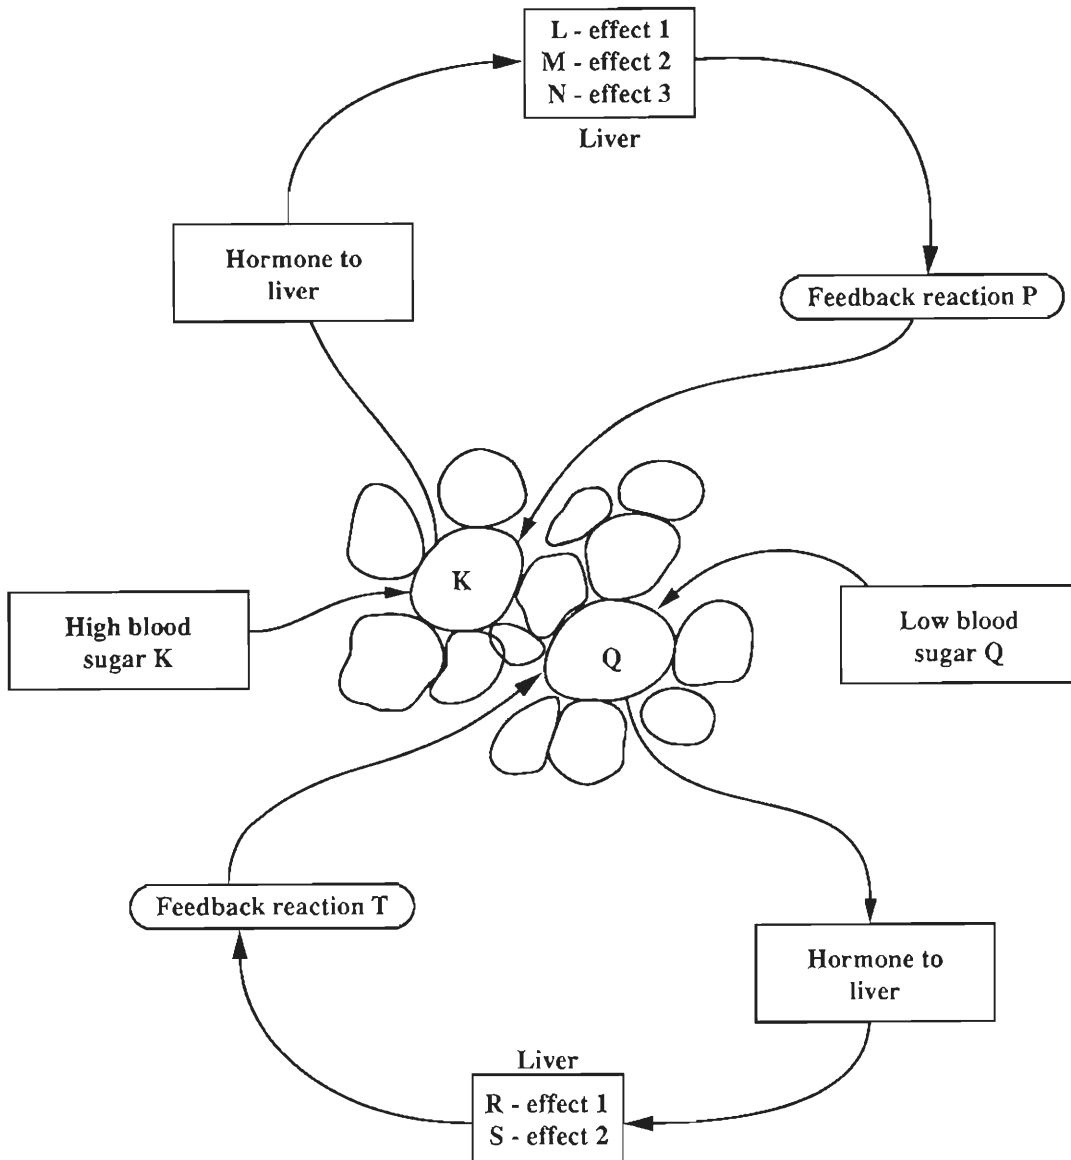 L - effect 1
M - effect 2
N - effect 3
Liver
Hormone to
liver
Feedback reaction P
K
High blood
sugar K
Low blood
sugar Q
Q
Feedback reaction T
Hormone to
liver
Liver
R - effect 1
S - effect 2